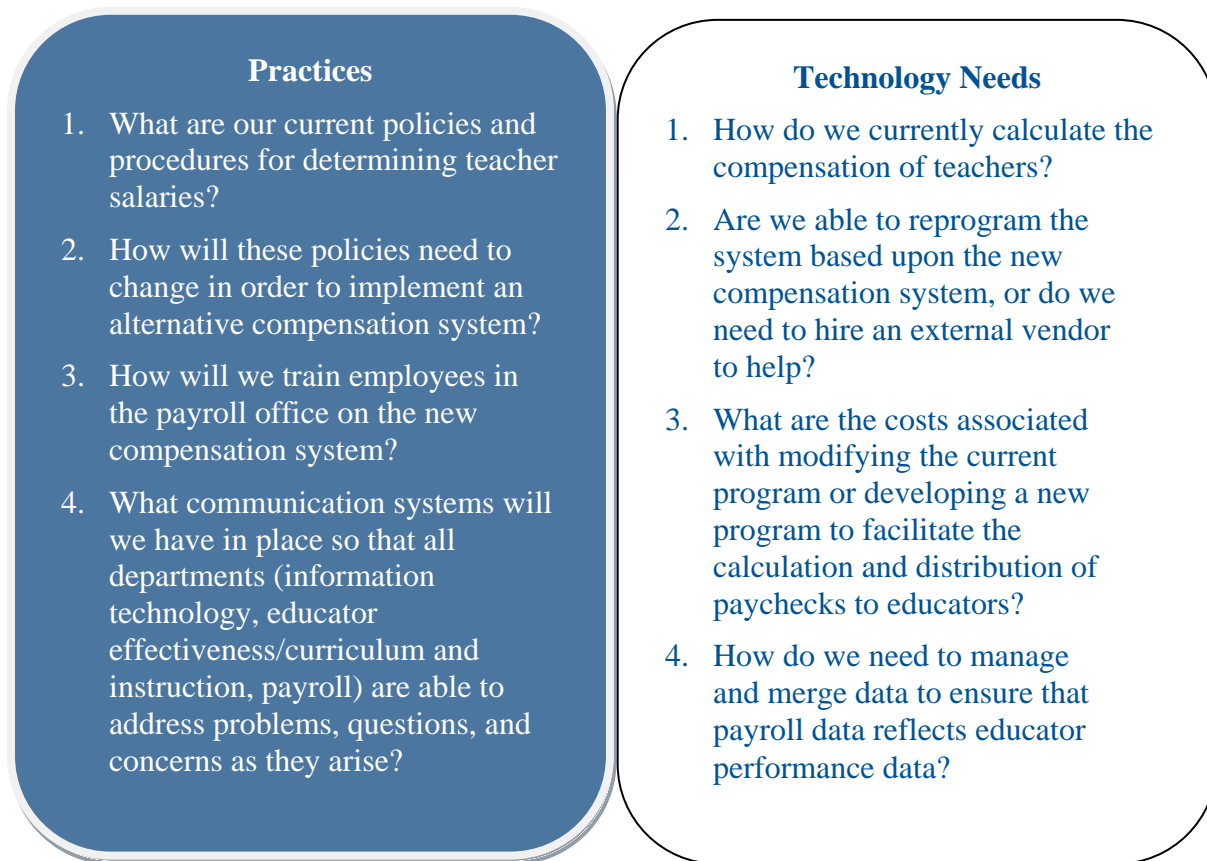 Practices
1. What are our current policies and
procedures for determining teacher
salaries?
2. How will these policies need to
change in order to implement an
alternative compensation system?
3. How will we train employees in
the payroll office on the new
compensation system?
4. What communication systems will
we have in place so that all
departments (information
technology, educator
effectiveness/curriculum and
instruction, payroll) are able to
address problems, questions, and
concerns as they arise?
Technology Needs
1. How do we currently calculate the
compensation of teachers?
2. Are we able to reprogram the
system based upon the new
compensation system, or do we
need to hire an external vendor
to help?
3. What are the costs associated
with modifying the current
program or developing a new
program to facilitate the
calculation and distribution of
paychecks to educators?
4. How do we need to manage
and merge data to ensure that
payroll data reflects educator
performance data?